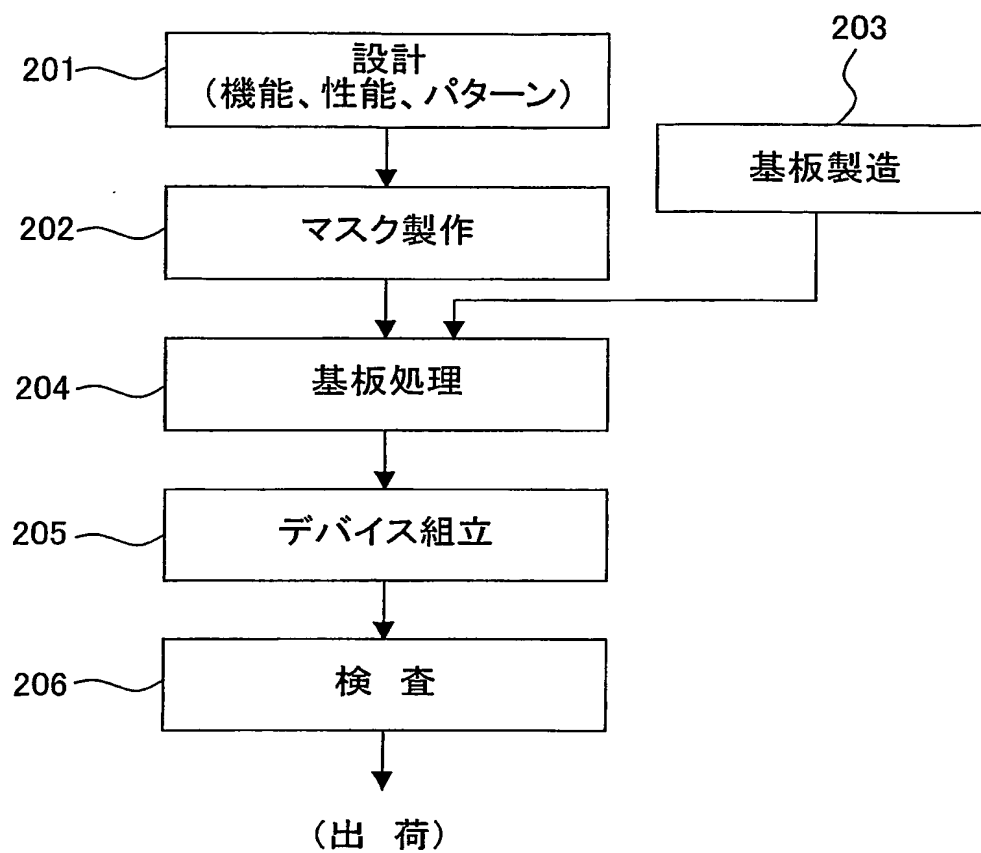 201
設計
(機能、性能、パターン)
203
基板製造
202
マスク製作
204
基板処理
205
デバイス組立
206
検 査
(出 荷)